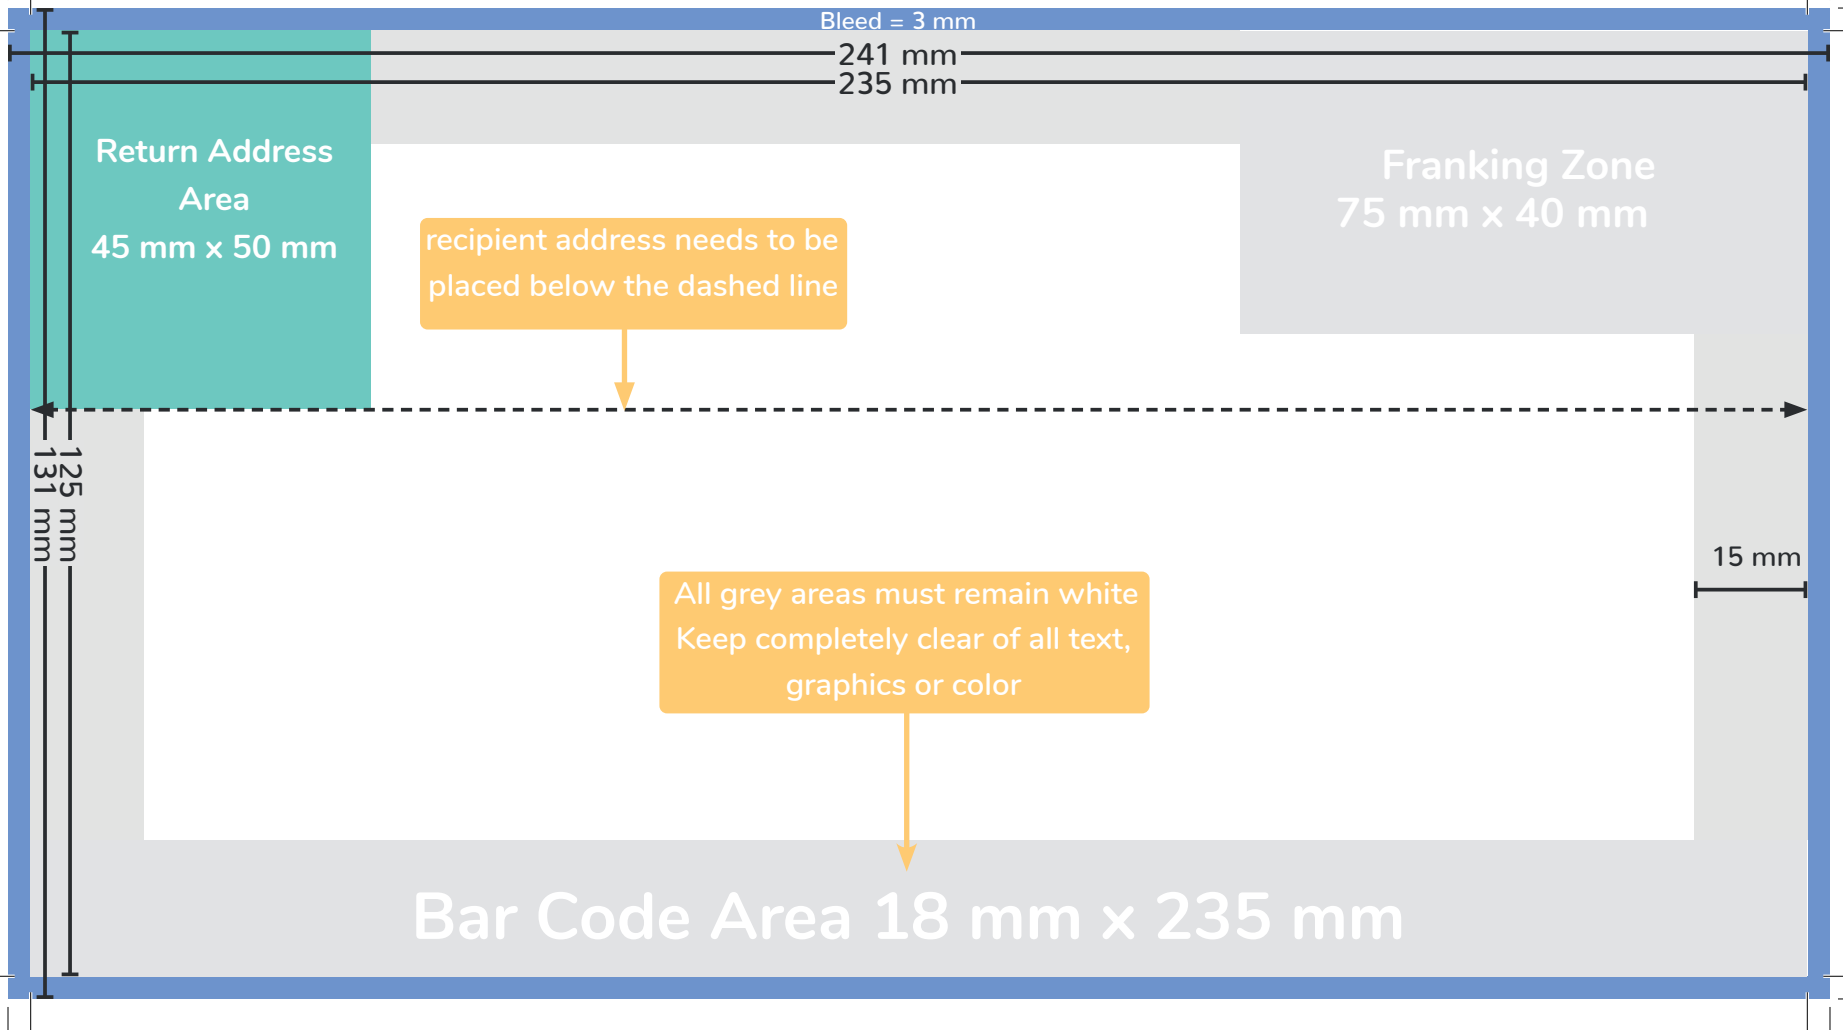 Bleed = 3 mm
241 mm
235 mm
Return Address
Area
45 mm x 50 mm
Franking Zone
75 mm x 40 mm
recipient address needs to be
placed below the dashed line
131 mm
125 mm
15 mm
All grey areas must remain white
Keep completely clear of all text,
graphics or color
Bar Code Area 18 mm x 235 mm